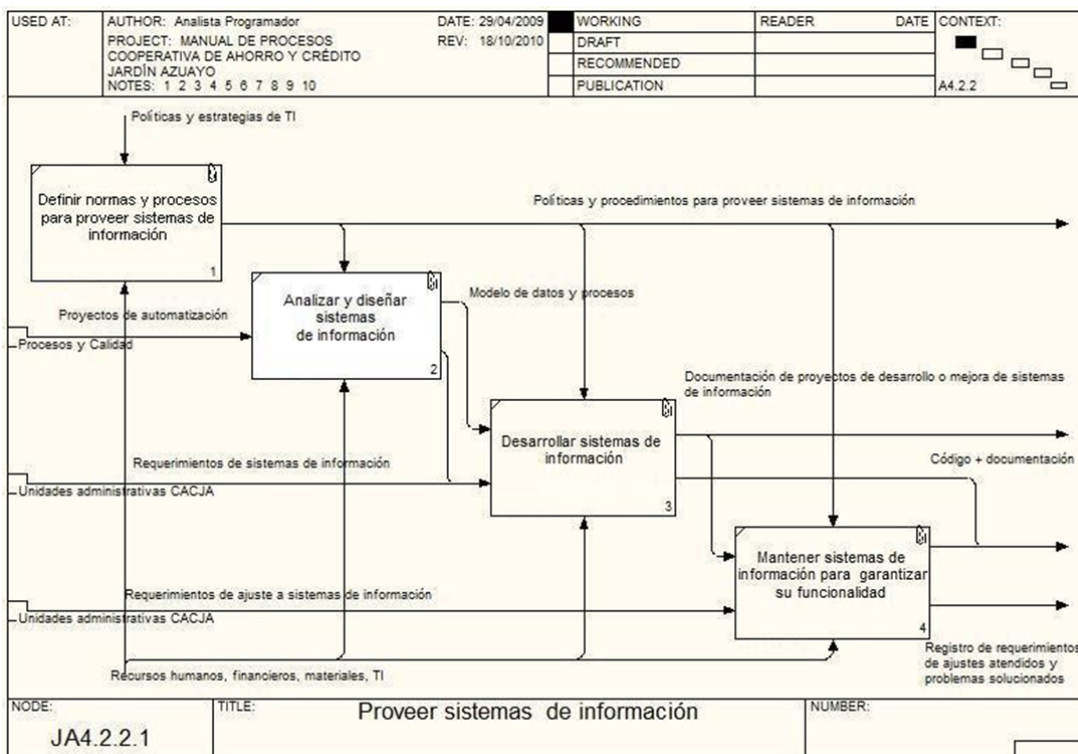 USED AT:
AUTHOR: Analista Programador
DATE: 29/04/2009
PROJECT: MANUAL DE PROCESOS
COOPERATIVA DE AHORRO Y CRÉDITO
JARDÍN AZUAYO
REV: 18/10/2010
NOTES: 1 2 3 4 5 6 7 8 9 10
WORKING
DRAFT
RECOMMENDED
PUBLICATION
READER
DATE
CONTEXT:
A4.2.2
Políticas y estrategias de TI
Definir normas y procesos
para proveer sistemas de
información
1
Políticas y procedimientos para proveer sistemas de información
Proyectos de automatización
Procesos y Calidad
Analizar y diseñar
sistemas
de información
2
Modelo de datos y procesos
Documentación de proyectos de desarrollo o mejora de sistemas
de información
Requerimientos de sistemas de información
Unidades administrativas CACJA
Desarrollar sistemas de
información
3
Código + documentación
Mantener sistemas de
información para garantizar
su funcionalidad
4
Requerimientos de ajuste a sistemas de información
Unidades administrativas CACJA
Registro de requerimientos
de ajustes atendidos y
problemas solucionados
Recursos humanos, financieros, materiales, TI
NODE:
JA4.2.2.1
TITLE:
Proveer sistemas de información
NUMBER: